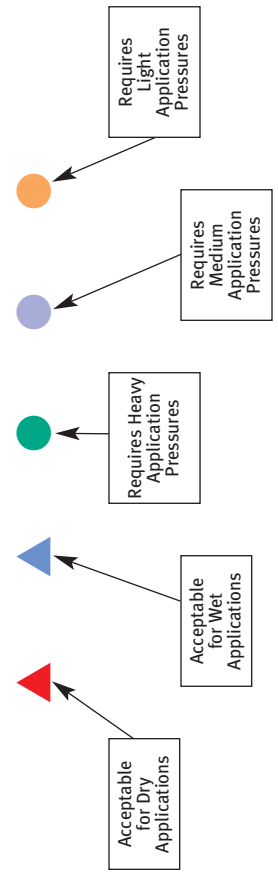 Acceptable
for Dry
Applications
Acceptable
for Wet
Applications
Requires Heavy
Application
Pressures
Requires
Medium
Application
Pressures
Requires
Light
Application
Pressures